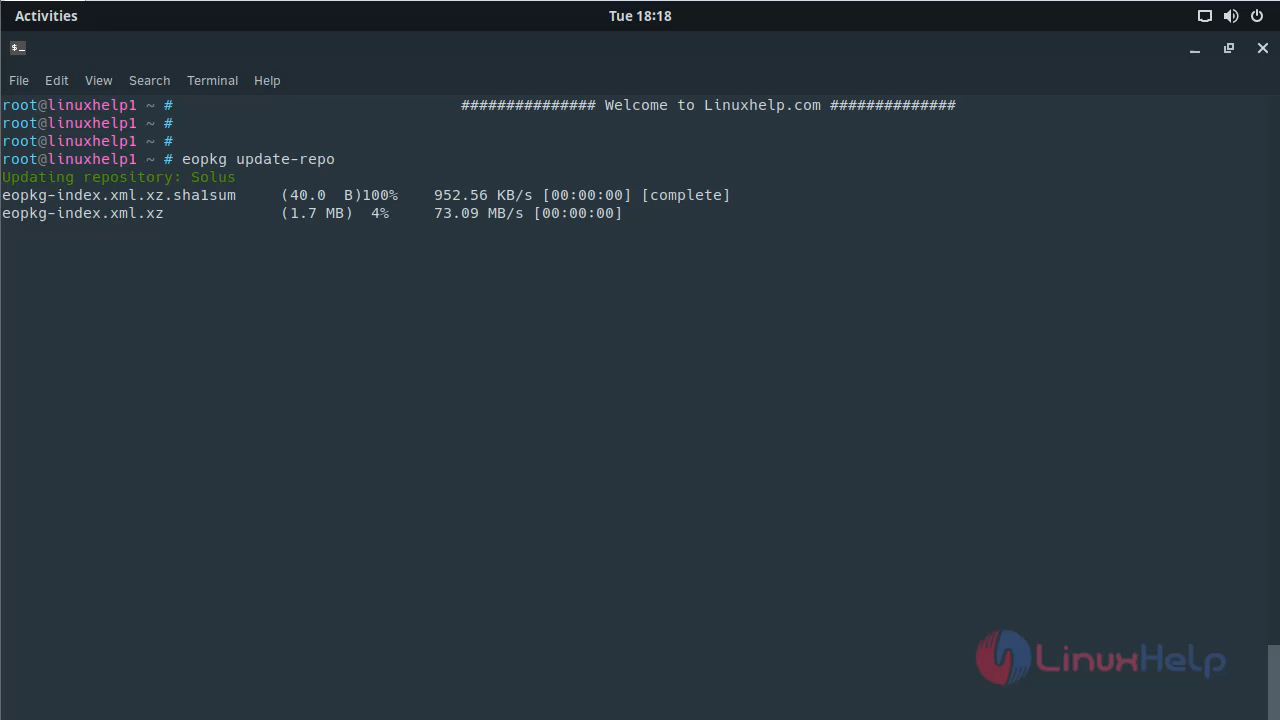 Activities
Tue 18:18
$_
File Edit View Search Terminal Help
root@linuxhelp1 ~ # ############### Welcome to Linuxhelp.com ##############
root@linuxhelp1 ~ #
root@linuxhelp1 ~ #
root@linuxhelp1 ~ # eopkg update-repo
Updating repository: Solus
eopkg-index.xml.xz.sha1sum (40.0 B)100% 952.56 KB/s [00:00:00] [complete]
eopkg-index.xml.xz (1.7 MB) 4% 73.09 MB/s [00:00:00]
LinuxHelp